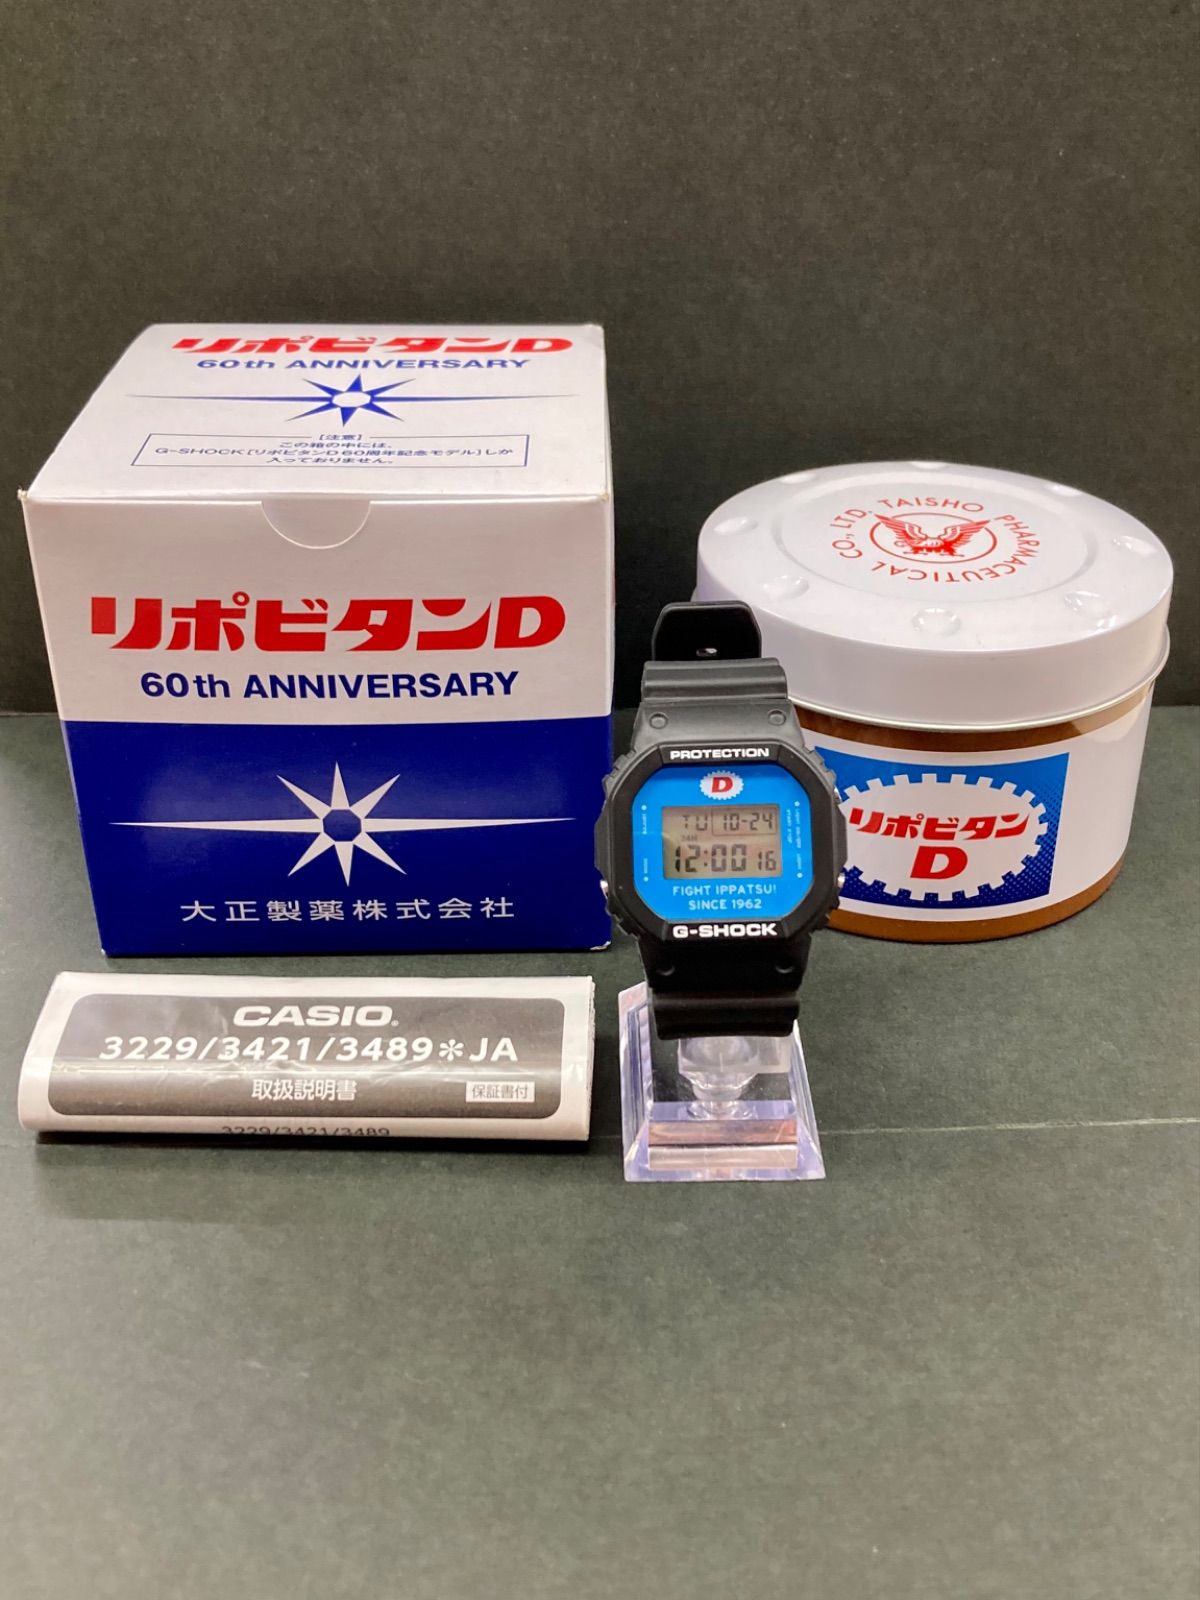 リポビタンD
60th ANNIVERSARY
[注意]
この箱の中には、
G-SHOCK[リポビタンD 60周年記念モデル]しか
入っておりません。
リポビタンD
60th ANNIVERSARY
大正製薬株式会社
TAISHO PHARMACEUTICAL CO., LTD.
リポビタン
D
PROTECTION
D
TU 10-24
24H
12:00 16
FIGHT IPPATSU!
SINCE 1962
G-SHOCK
CASIO®
3229/3421/3489✻JA
取扱説明書
保証書付
3229/3421/3489